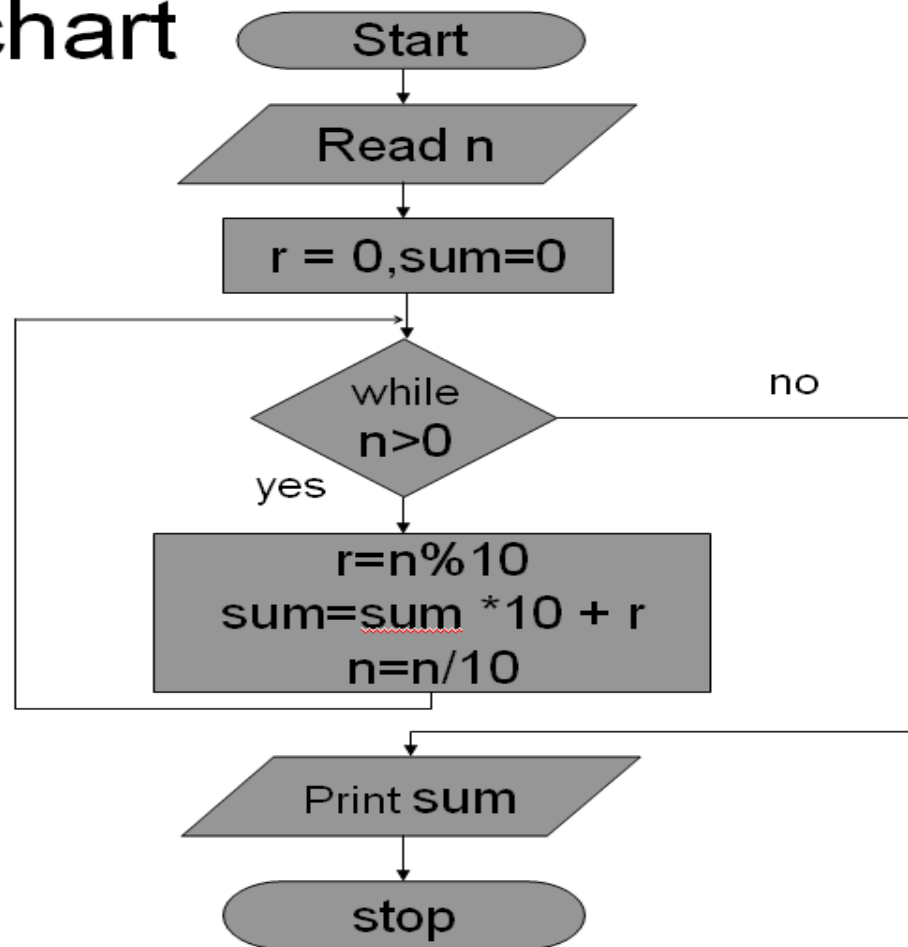 chart
Start
Read n
r = 0,sum=0
while
n>0
no
yes
r=n%10
sum=sum *10 + r
n=n/10
Print sum
stop